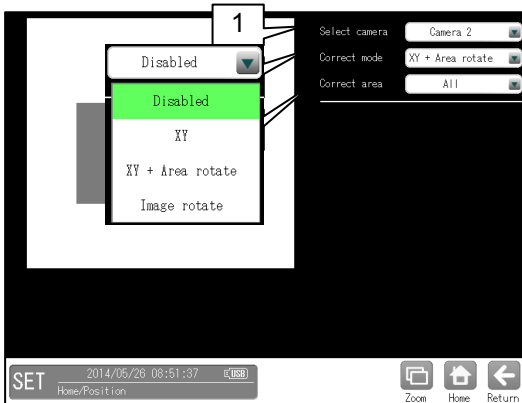 1
Select camera
Camera 2
Correct mode
XY + Area rotate
Correct area
All
Disabled
Disabled
XY
XY + Area rotate
Image rotate
SET
2014/05/26 08:51:37
USB
Home/Position
Zoom
Home
Return